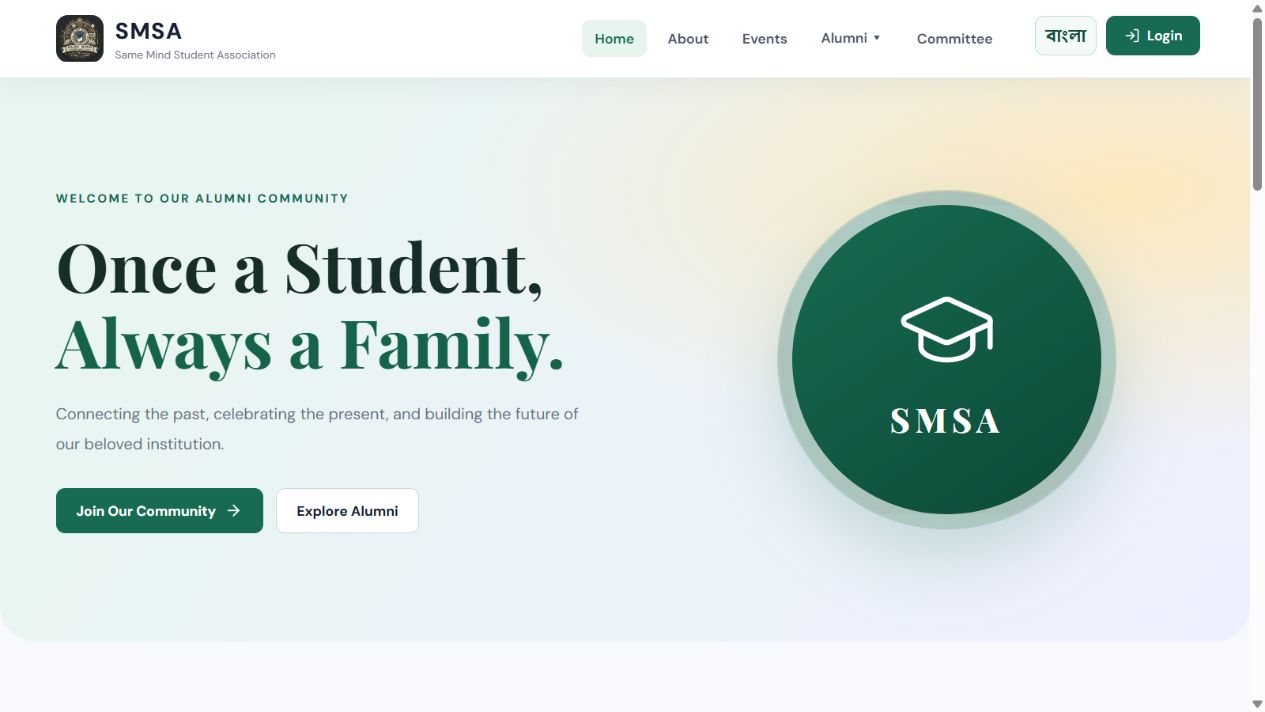 SMSA
Same Mind Student Association
Home
About
Events
Alumni ▼
Committee
বাংলা
Login
WELCOME TO OUR ALUMNI COMMUNITY
Once a Student,
Always a Family.
Connecting the past, celebrating the present, and building the future of
our beloved institution.
Join Our Community →
Explore Alumni
SMSA